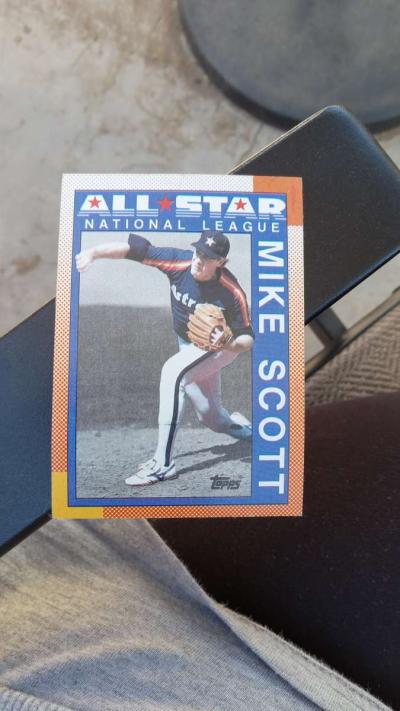 ALL★STAR
NATIONAL LEAGUE
MIKE SCOTT
Astros
topps